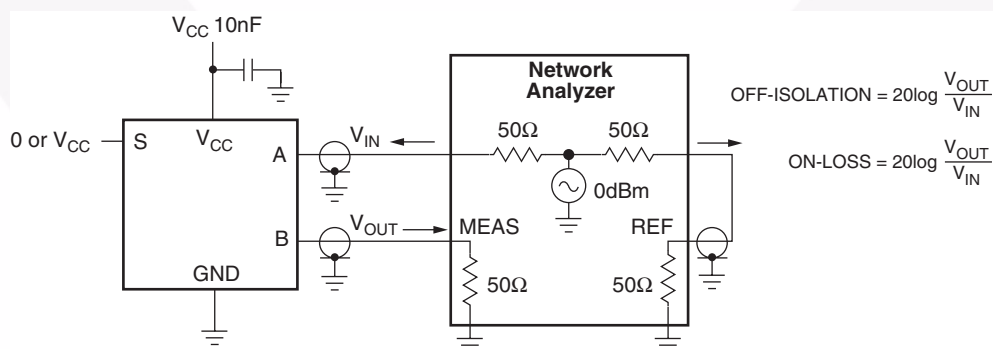 V_CC 10nF
Network
Analyzer
OFF-ISOLATION = 20log V_OUT / V_IN
ON-LOSS = 20log V_OUT / V_IN
0 or V_CC
S
V_CC
A
V_IN
50Ω
50Ω
0dBm
B
V_OUT
MEAS
REF
GND
50Ω
50Ω